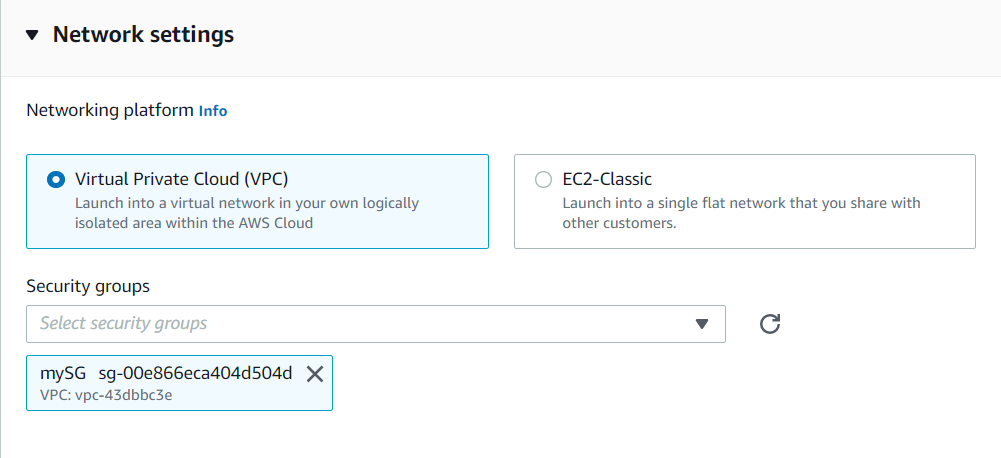 Network settings
Networking platform Info
Virtual Private Cloud (VPC)
Launch into a virtual network in your own logically
isolated area within the AWS Cloud
EC2-Classic
Launch into a single flat network that you share with
other customers.
Security groups
Select security groups
mySG sg-00e866eca404d504d
VPC: vpc-43dbbc3e